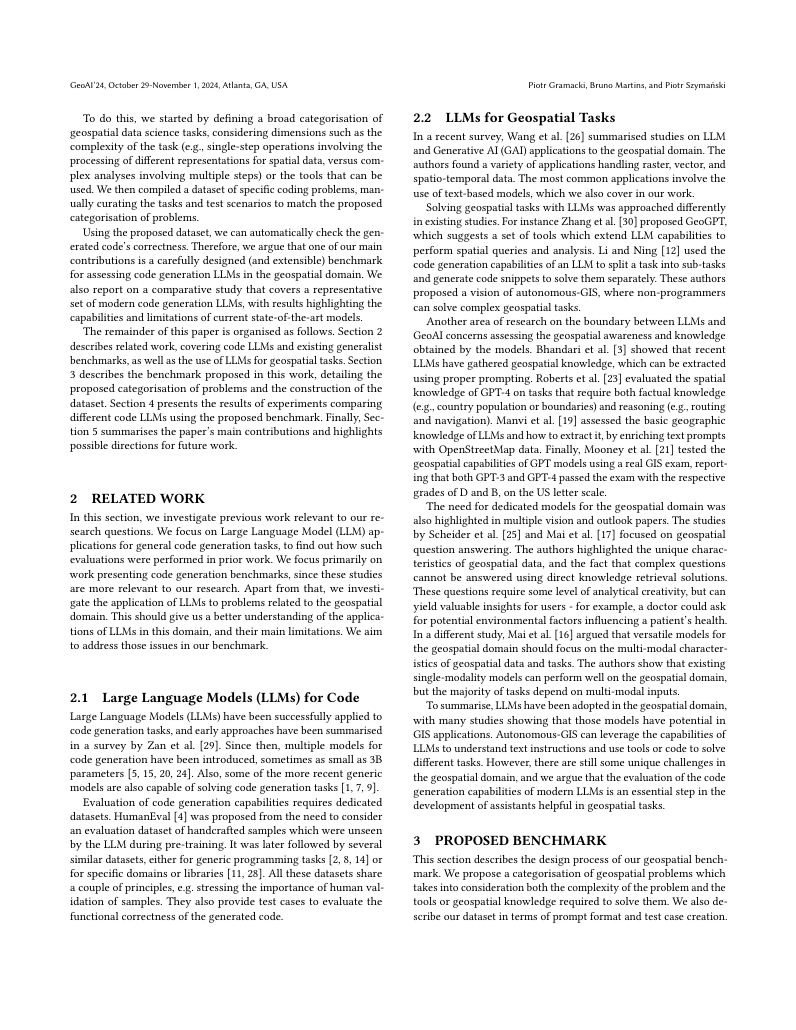 GeoAI'24, October 29-November 1, 2024, Atlanta, GA, USA
Piotr Gramacki, Bruno Martins, and Piotr Szymański
To do this, we started by defining a broad categorisation of
geospatial data science tasks, considering dimensions such as the
complexity of the task (e.g., single-step operations involving the
processing of different representations for spatial data, versus com-
plex analyses involving multiple steps) or the tools that can be
used. We then compiled a dataset of specific coding problems, man-
ually curating the tasks and test scenarios to match the proposed
categorisation of problems.
Using the proposed dataset, we can automatically check the gen-
erated code's correctness. Therefore, we argue that one of our main
contributions is a carefully designed (and extensible) benchmark
for assessing code generation LLMs in the geospatial domain. We
also report on a comparative study that covers a representative
set of modern code generation LLMs, with results highlighting the
capabilities and limitations of current state-of-the-art models.
The remainder of this paper is organised as follows. Section 2
describes related work, covering code LLMs and existing generalist
benchmarks, as well as the use of LLMs for geospatial tasks. Section
3 describes the benchmark proposed in this work, detailing the
proposed categorisation of problems and the construction of the
dataset. Section 4 presents the results of experiments comparing
different code LLMs using the proposed benchmark. Finally, Sec-
tion 5 summarises the paper's main contributions and highlights
possible directions for future work.
2 RELATED WORK
In this section, we investigate previous work relevant to our re-
search questions. We focus on Large Language Model (LLM) ap-
plications for general code generation tasks, to find out how such
evaluations were performed in prior work. We focus primarily on
work presenting code generation benchmarks, since these studies
are more relevant to our research. Apart from that, we investi-
gate the application of LLMs to problems related to the geospatial
domain. This should give us a better understanding of the applica-
tions of LLMs in this domain, and their main limitations. We aim
to address those issues in our benchmark.
2.1 Large Language Models (LLMs) for Code
Large Language Models (LLMs) have been successfully applied to
code generation tasks, and early approaches have been summarised
in a survey by Zan et al. [29]. Since then, multiple models for
code generation have been introduced, sometimes as small as 3B
parameters [5, 15, 20, 24]. Also, some of the more recent generic
models are also capable of solving code generation tasks [1, 7, 9].
Evaluation of code generation capabilities requires dedicated
datasets. HumanEval [4] was proposed from the need to consider
an evaluation dataset of handcrafted samples which were unseen
by the LLM during pre-training. It was later followed by several
similar datasets, either for generic programming tasks [2, 8, 14] or
for specific domains or libraries [11, 28]. All these datasets share
a couple of principles, e.g. stressing the importance of human val-
idation of samples. They also provide test cases to evaluate the
functional correctness of the generated code.
2.2 LLMs for Geospatial Tasks
In a recent survey, Wang et al. [26] summarised studies on LLM
and Generative AI (GAI) applications to the geospatial domain. The
authors found a variety of applications handling raster, vector, and
spatio-temporal data. The most common applications involve the
use of text-based models, which we also cover in our work.
Solving geospatial tasks with LLMs was approached differently
in existing studies. For instance Zhang et al. [30] proposed GeoGPT,
which suggests a set of tools which extend LLM capabilities to
perform spatial queries and analysis. Li and Ning [12] used the
code generation capabilities of an LLM to split a task into sub-tasks
and generate code snippets to solve them separately. These authors
proposed a vision of autonomous-GIS, where non-programmers
can solve complex geospatial tasks.
Another area of research on the boundary between LLMs and
GeoAI concerns assessing the geospatial awareness and knowledge
obtained by the models. Bhandari et al. [3] showed that recent
LLMs have gathered geospatial knowledge, which can be extracted
using proper prompting. Roberts et al. [23] evaluated the spatial
knowledge of GPT-4 on tasks that require both factual knowledge
(e.g., country population or boundaries) and reasoning (e.g., routing
and navigation). Manvi et al. [19] assessed the basic geographic
knowledge of LLMs and how to extract it, by enriching text prompts
with OpenStreetMap data. Finally, Mooney et al. [21] tested the
geospatial capabilities of GPT models using a real GIS exam, report-
ing that both GPT-3 and GPT-4 passed the exam with the respective
grades of D and B, on the US letter scale.
The need for dedicated models for the geospatial domain was
also highlighted in multiple vision and outlook papers. The studies
by Scheider et al. [25] and Mai et al. [17] focused on geospatial
question answering. The authors highlighted the unique charac-
teristics of geospatial data, and the fact that complex questions
cannot be answered using direct knowledge retrieval solutions.
These questions require some level of analytical creativity, but can
yield valuable insights for users - for example, a doctor could ask
for potential environmental factors influencing a patient's health.
In a different study, Mai et al. [16] argued that versatile models for
the geospatial domain should focus on the multi-modal character-
istics of geospatial data and tasks. The authors show that existing
single-modality models can perform well on the geospatial domain,
but the majority of tasks depend on multi-modal inputs.
To summarise, LLMs have been adopted in the geospatial domain,
with many studies showing that those models have potential in
GIS applications. Autonomous-GIS can leverage the capabilities of
LLMs to understand text instructions and use tools or code to solve
different tasks. However, there are still some unique challenges in
the geospatial domain, and we argue that the evaluation of the code
generation capabilities of modern LLMs is an essential step in the
development of assistants helpful in geospatial tasks.
3 PROPOSED BENCHMARK
This section describes the design process of our geospatial bench-
mark. We propose a categorisation of geospatial problems which
takes into consideration both the complexity of the problem and the
tools or geospatial knowledge required to solve them. We also de-
scribe our dataset in terms of prompt format and test case creation.